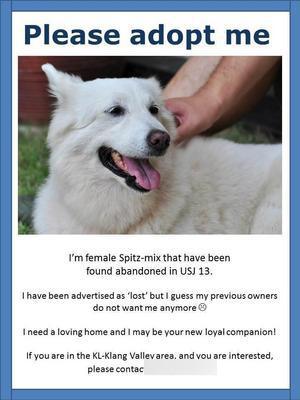 Please adopt me
I'm female Spitz-mix that have been
found abandoned in USJ 13.
I have been advertised as 'lost' but I guess my previous owners
do not want me anymore ☹
I need a loving home and I may be your new loyal companion!
If you are in the KL-Klang Valley area, and you are interested,
please contac